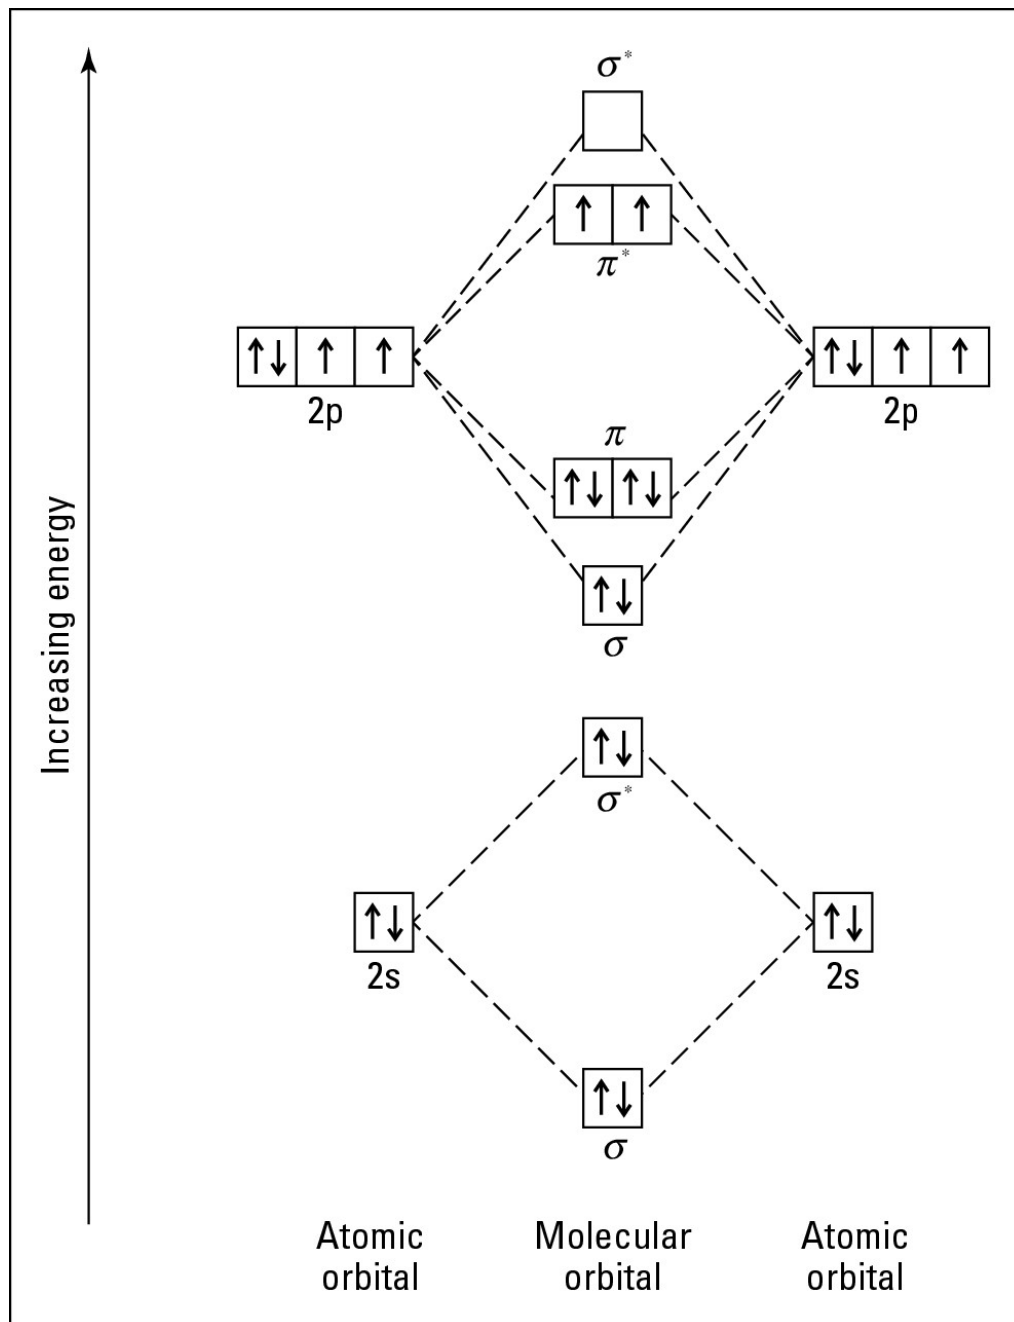 σ*
π*
2p
2p
π
σ
Increasing energy
σ*
2s
2s
σ
Atomic
orbital
Molecular
orbital
Atomic
orbital